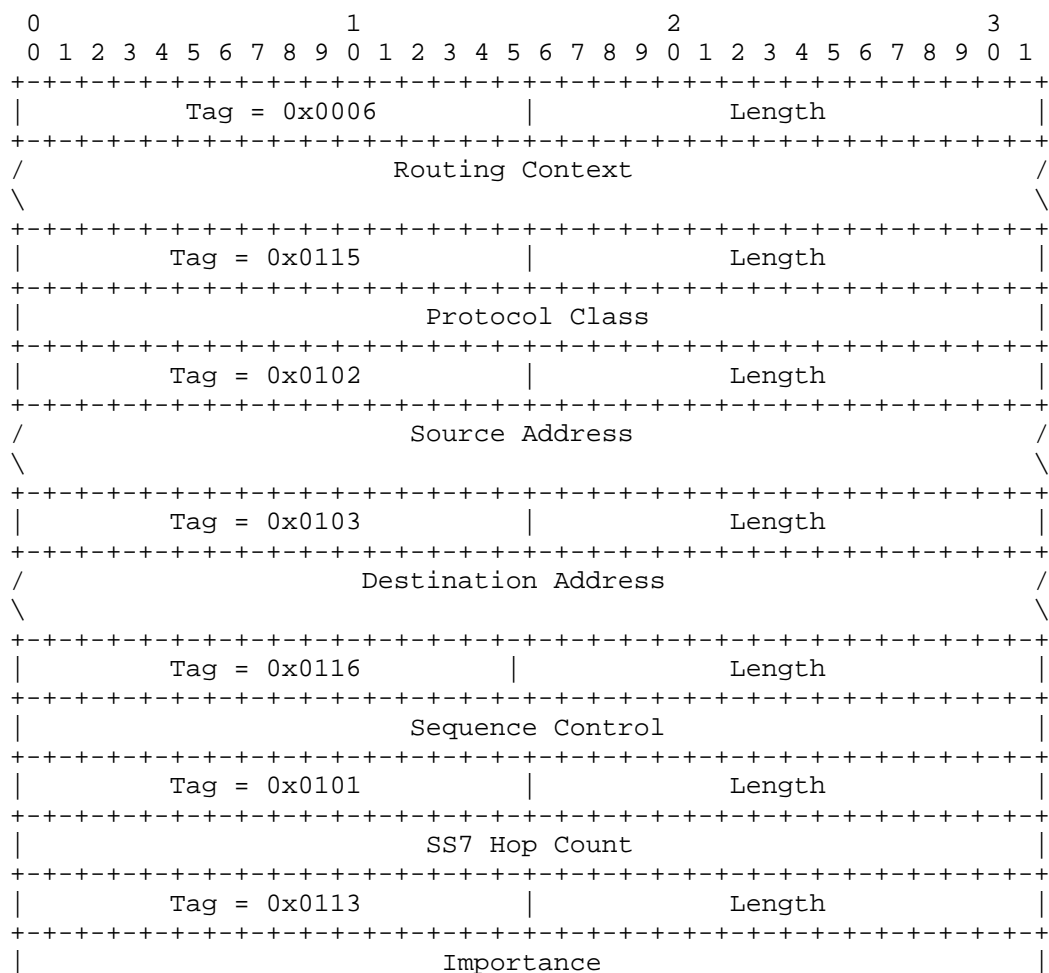 0                   1                   2                   3
 0 1 2 3 4 5 6 7 8 9 0 1 2 3 4 5 6 7 8 9 0 1 2 3 4 5 6 7 8 9 0 1
+-+-+-+-+-+-+-+-+-+-+-+-+-+-+-+-+-+-+-+-+-+-+-+-+-+-+-+-+-+-+-+-+
|          Tag = 0x0006         |            Length             |
+-+-+-+-+-+-+-+-+-+-+-+-+-+-+-+-+-+-+-+-+-+-+-+-+-+-+-+-+-+-+-+-+
/                       Routing Context                         /
\                                                               \
+-+-+-+-+-+-+-+-+-+-+-+-+-+-+-+-+-+-+-+-+-+-+-+-+-+-+-+-+-+-+-+-+
|         Tag = 0x0115          |            Length             |
+-+-+-+-+-+-+-+-+-+-+-+-+-+-+-+-+-+-+-+-+-+-+-+-+-+-+-+-+-+-+-+-+
|                         Protocol Class                        |
+-+-+-+-+-+-+-+-+-+-+-+-+-+-+-+-+-+-+-+-+-+-+-+-+-+-+-+-+-+-+-+-+
|         Tag = 0x0102          |            Length             |
+-+-+-+-+-+-+-+-+-+-+-+-+-+-+-+-+-+-+-+-+-+-+-+-+-+-+-+-+-+-+-+-+
/                        Source Address                         /
\                                                               \
+-+-+-+-+-+-+-+-+-+-+-+-+-+-+-+-+-+-+-+-+-+-+-+-+-+-+-+-+-+-+-+-+
|         Tag = 0x0103          |            Length             |
+-+-+-+-+-+-+-+-+-+-+-+-+-+-+-+-+-+-+-+-+-+-+-+-+-+-+-+-+-+-+-+-+
/                     Destination Address                       /
\                                                               \
+-+-+-+-+-+-+-+-+-+-+-+-+-+-+-+-+-+-+-+-+-+-+-+-+-+-+-+-+-+-+-+-+
|         Tag = 0x0116         |             Length             |
+-+-+-+-+-+-+-+-+-+-+-+-+-+-+-+-+-+-+-+-+-+-+-+-+-+-+-+-+-+-+-+-+
|                        Sequence Control                       |
+-+-+-+-+-+-+-+-+-+-+-+-+-+-+-+-+-+-+-+-+-+-+-+-+-+-+-+-+-+-+-+-+
|         Tag = 0x0101          |            Length             |
+-+-+-+-+-+-+-+-+-+-+-+-+-+-+-+-+-+-+-+-+-+-+-+-+-+-+-+-+-+-+-+-+
|                         SS7 Hop Count                         |
+-+-+-+-+-+-+-+-+-+-+-+-+-+-+-+-+-+-+-+-+-+-+-+-+-+-+-+-+-+-+-+-+
|         Tag = 0x0113          |            Length             |
+-+-+-+-+-+-+-+-+-+-+-+-+-+-+-+-+-+-+-+-+-+-+-+-+-+-+-+-+-+-+-+-+
|                          Importance                           |